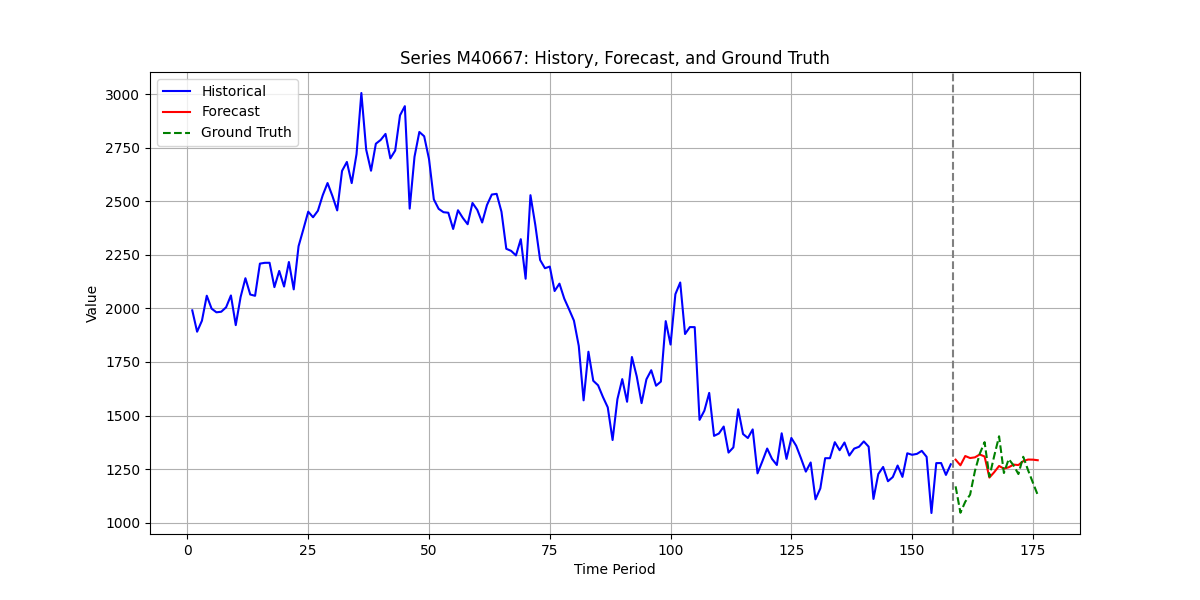 Series M40667: History, Forecast, and Ground Truth
Historical
Forecast
Ground Truth
Value
3000
2750
2500
2250
2000
1750
1500
1250
1000
0 25 50 75 100 125 150 175
Time Period